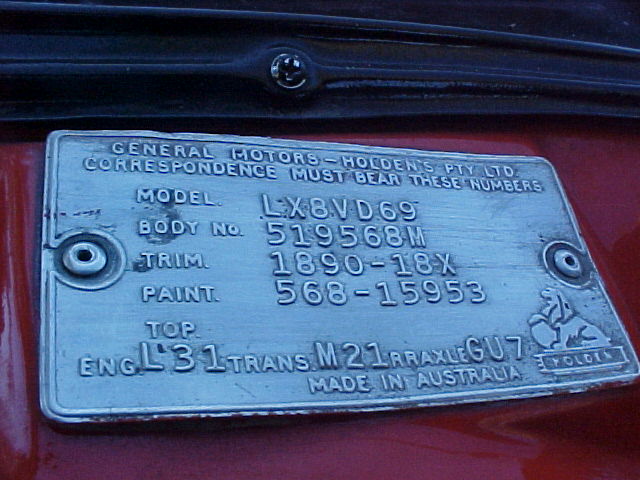 GENERAL MOTORS – HOLDEN'S PTY LTD.
CORRESPONDENCE MUST BEAR THESE NUMBERS
MODEL. LX8VD69
BODY NO. 519568M
TRIM. 1890-18X
PAINT. 568-15953
TOP
ENG. L31 TRANS. M21 RR AXLE GU7
MADE IN AUSTRALIA
HOLDEN